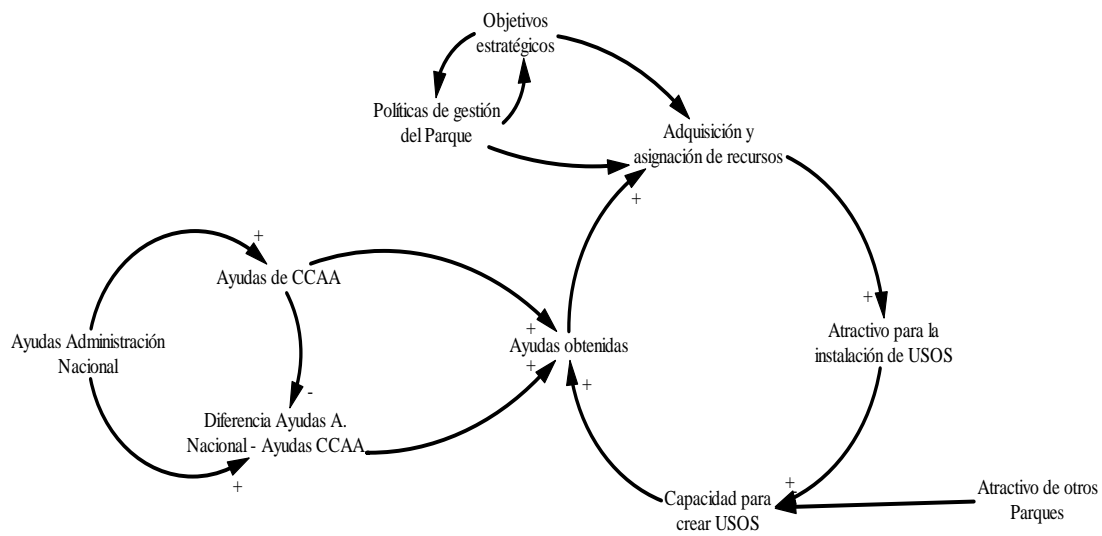 Objetivos
estratégicos
Políticas de gestión
del Parque
Adquisición y
asignación de recursos
+
+
Ayudas de CCAA
+
Atractivo para la
instalación de USOS
Ayudas Administración
Nacional
+
Ayudas obtenidas
+
+
-
Diferencia Ayudas A.
Nacional - Ayudas CCAA
+
+
Capacidad para
crear USOS
Atractivo de otros
Parques